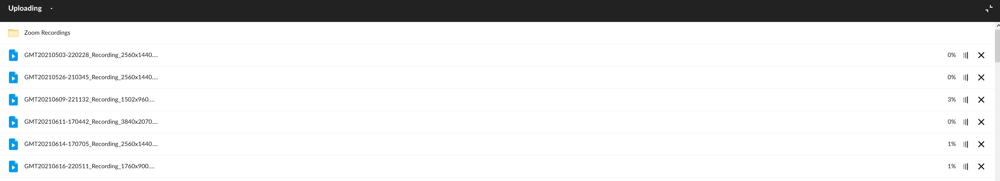 Uploading -
Zoom Recordings
GMT20210503-220228_Recording_2560x1440.... 0%
GMT20210526-210345_Recording_2560x1440.... 0%
GMT20210609-221132_Recording_1502x960.... 3%
GMT20210611-170442_Recording_3840x2070.... 0%
GMT20210614-170705_Recording_2560x1440.... 1%
GMT20210616-220511_Recording_1760x900.... 1%